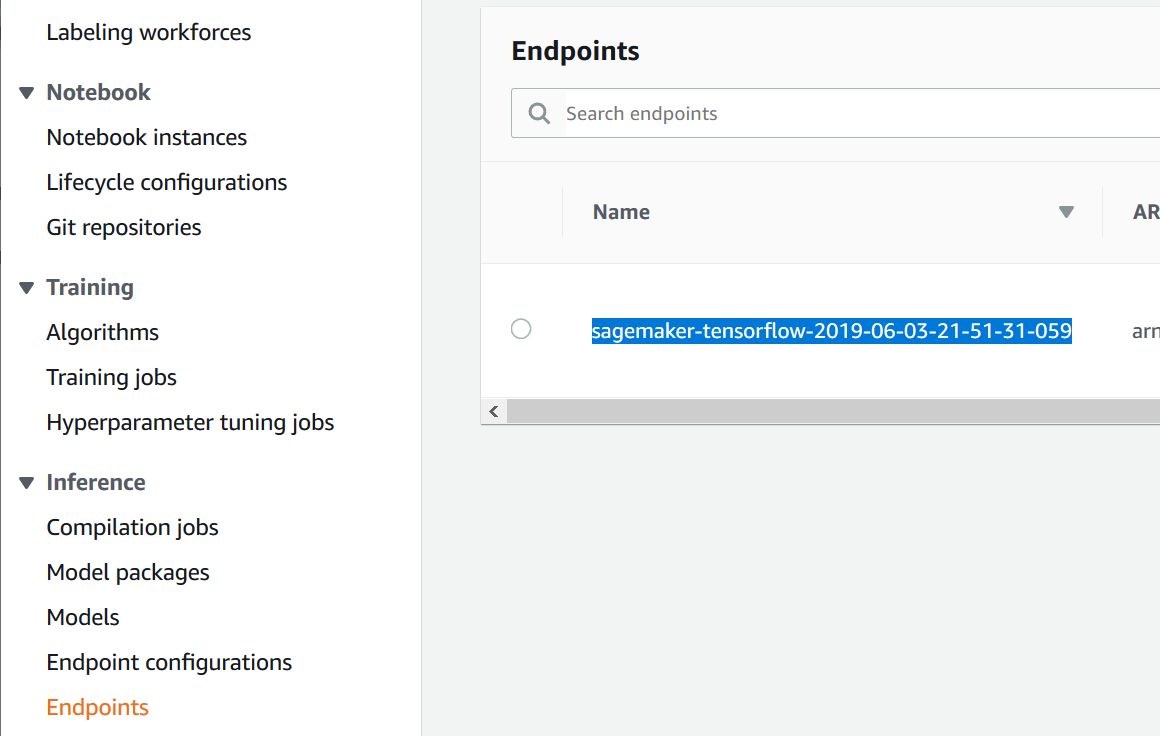 Labeling workforces
Notebook
Notebook instances
Lifecycle configurations
Git repositories
Training
Algorithms
Training jobs
Hyperparameter tuning jobs
Inference
Compilation jobs
Model packages
Models
Endpoint configurations
Endpoints
Endpoints
Search endpoints
Name AR
sagemaker-tensorflow-2019-06-03-21-51-31-059 arn